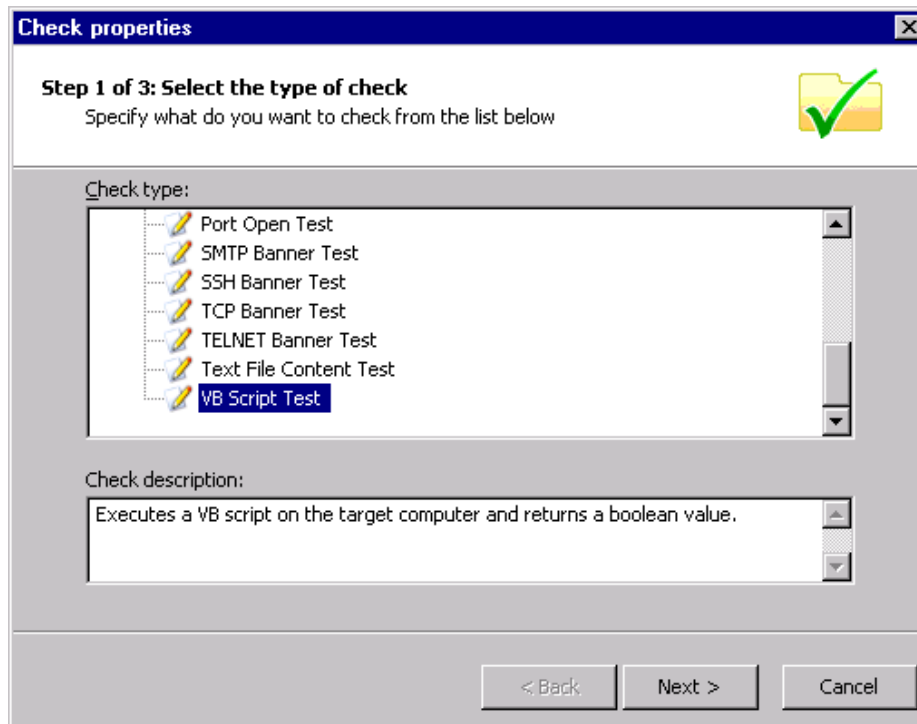 Check properties
Step 1 of 3: Select the type of check
Specify what do you want to check from the list below
Check type:
Port Open Test
SMTP Banner Test
SSH Banner Test
TCP Banner Test
TELNET Banner Test
Text File Content Test
VB Script Test
Check description:
Executes a VB script on the target computer and returns a boolean value.
< Back
Next >
Cancel